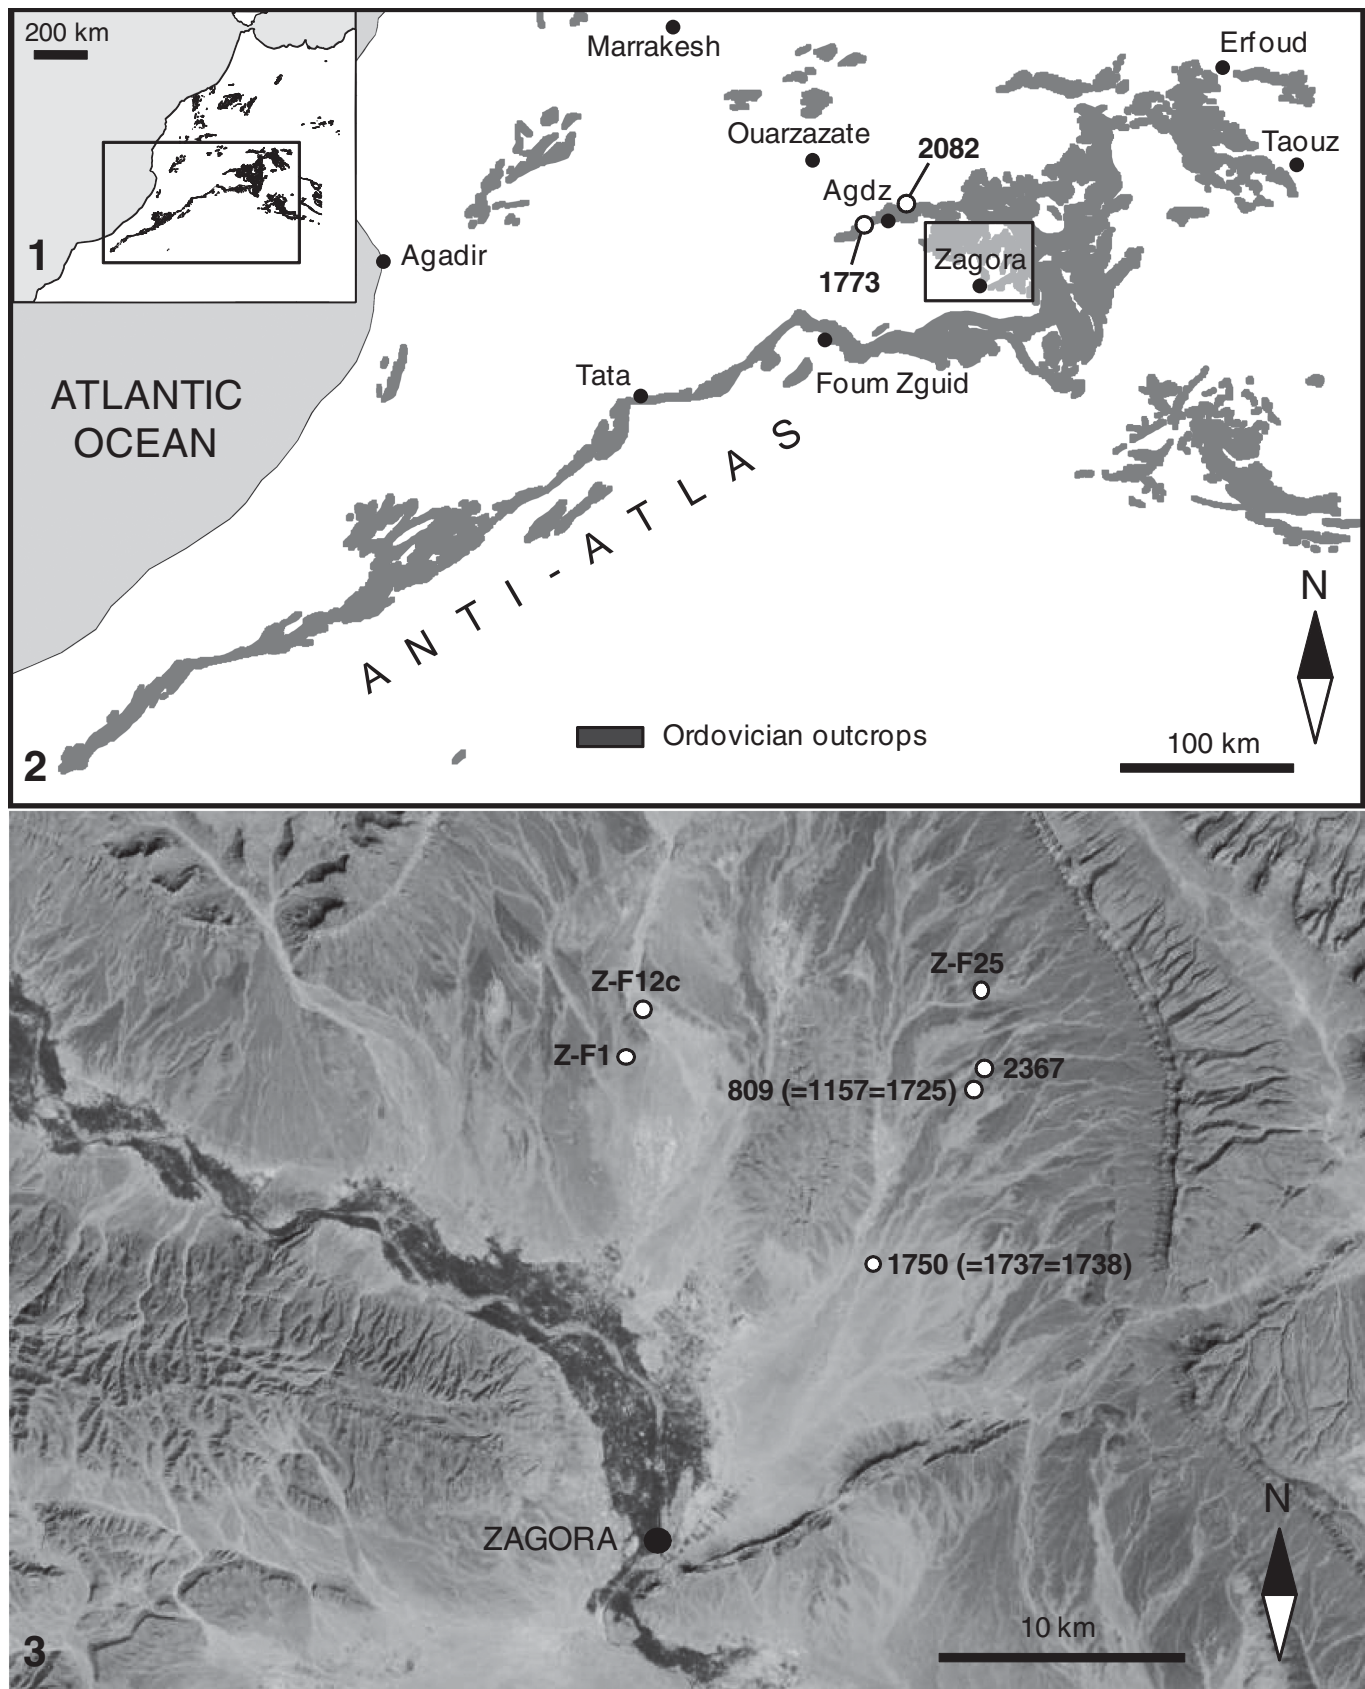 200 km
1
Marrakesh
Erfoud
Ouarzazate
2082
Taouz
Agdz
Agadir
1773
Zagora
ATLANTIC
OCEAN
Tata
Foum Zguid
ANTI-ATLAS
N
Ordovician outcrops
100 km
2
Z-F12c
Z-F25
Z-F1
2367
809 (=1157=1725)
1750 (=1737=1738)
N
ZAGORA
10 km
3